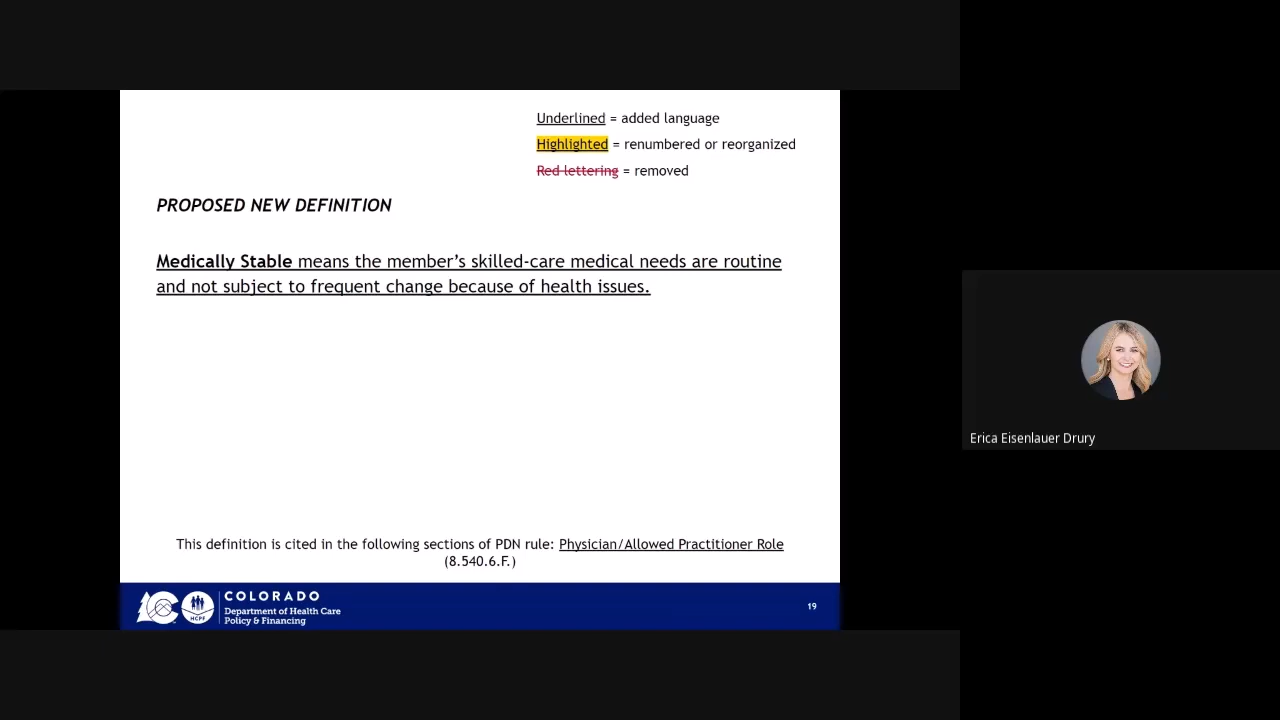 Underlined = added language
Highlighted = renumbered or reorganized
Red lettering = removed
PROPOSED NEW DEFINITION
Medically Stable means the member’s skilled-care medical needs are routine
and not subject to frequent change because of health issues.
Erica Eisenlauer Drury
This definition is cited in the following sections of PDN rule: Physician/Allowed Practitioner Role
(8.540.6.F.)
HCPF
COLORADO
Department of Health Care
Policy & Financing
19